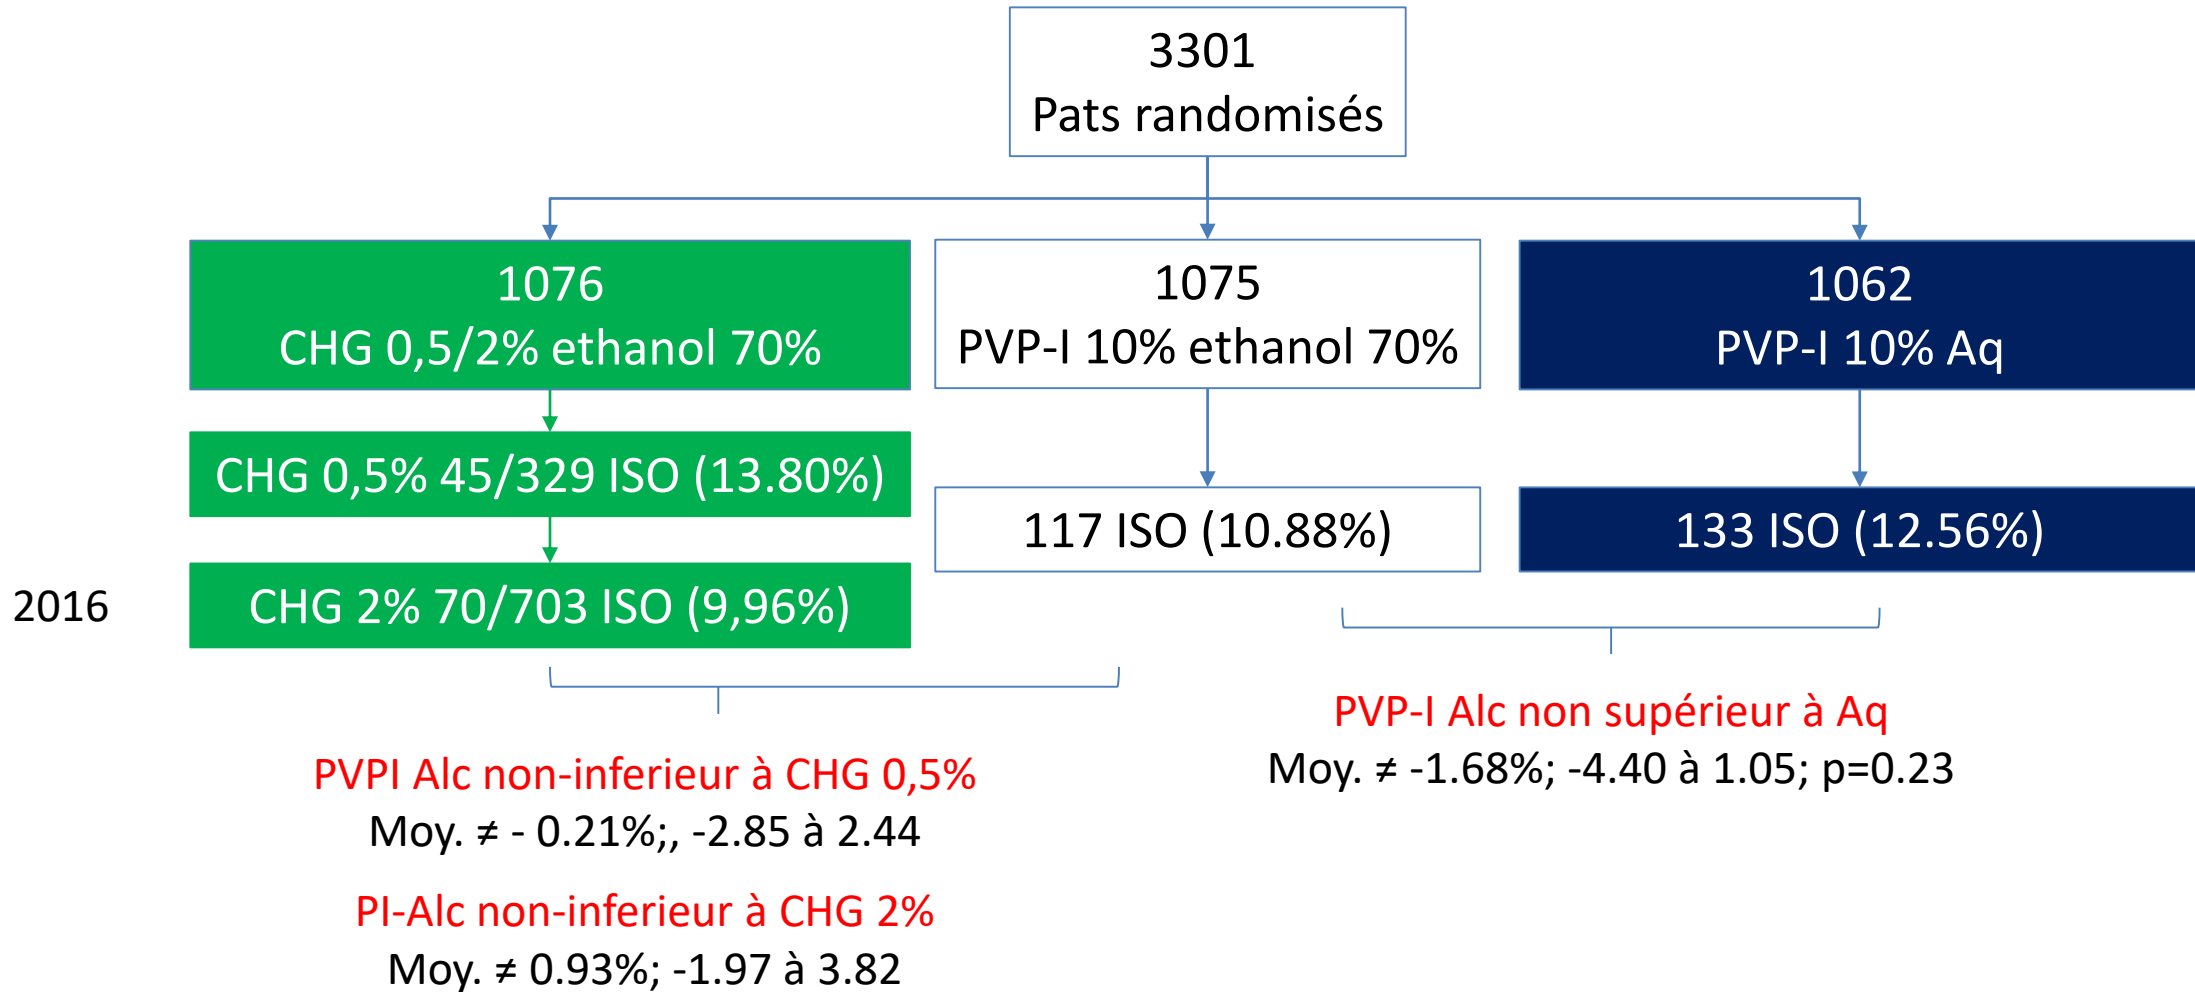 3301
Pats randomisés
1076
CHG 0,5/2% ethanol 70%
1075
PVP-I 10% ethanol 70%
1062
PVP-I 10% Aq
CHG 0,5% 45/329 ISO (13.80%)
117 ISO (10.88%)
133 ISO (12.56%)
2016
CHG 2% 70/703 ISO (9,96%)
PVPI Alc non-inferieur à CHG 0,5%
Moy. ≠ - 0.21%;, -2.85 à 2.44
PI-Alc non-inferieur à CHG 2%
Moy. ≠ 0.93%; -1.97 à 3.82
PVP-I Alc non supérieur à Aq
Moy. ≠ -1.68%; -4.40 à 1.05; p=0.23